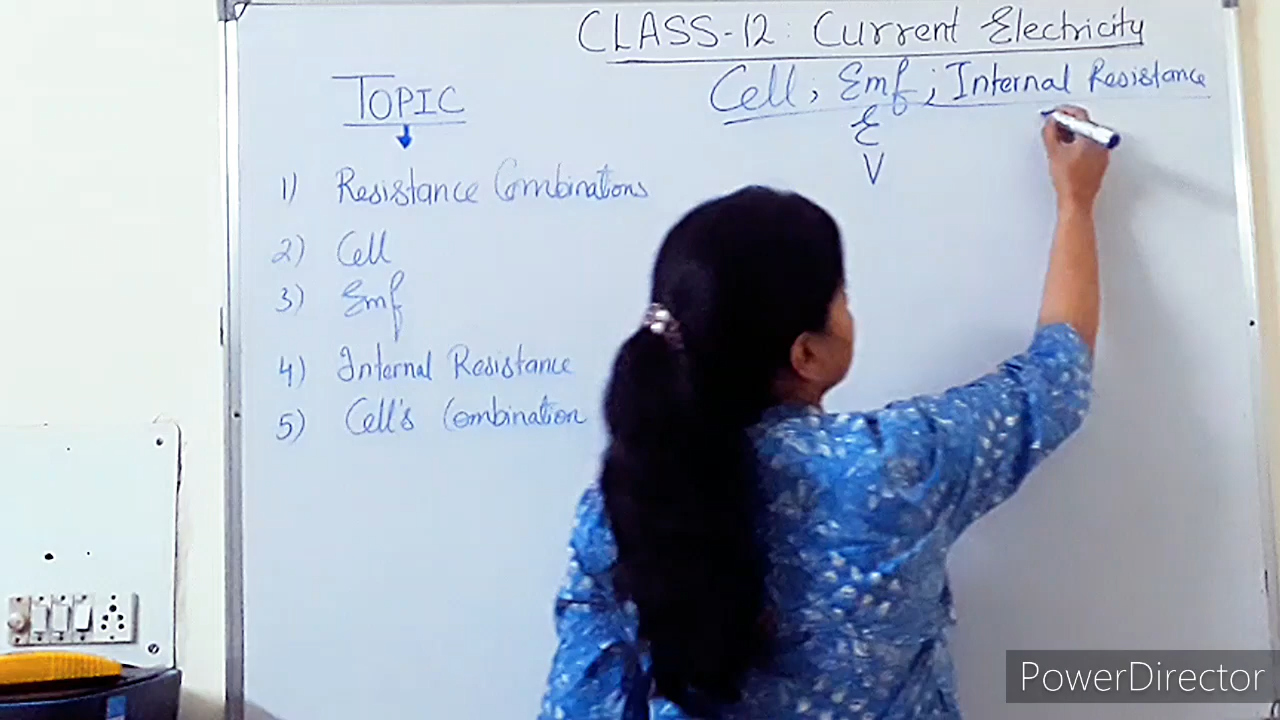 CLASS-12: Current Electricity
Cell; Emf; Internal Resistance
ε
V
TOPIC
1) Resistance Combinations
2) Cell
3) Emf
4) Internal Resistance
5) Cell's Combination
PowerDirector